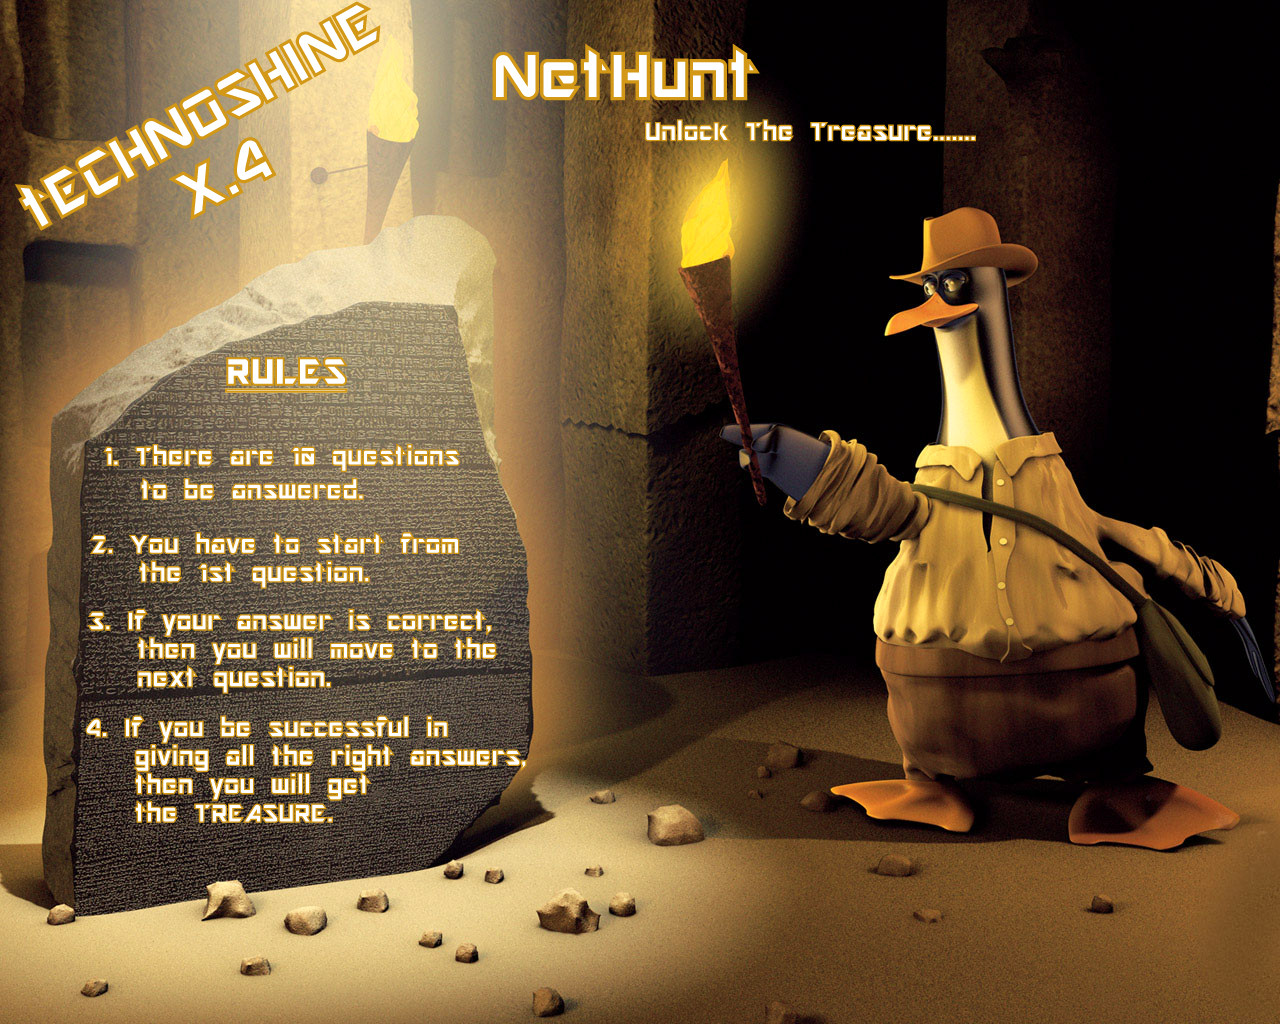 tECHNOSHINE
X.4
NetHunt
Unlock The Treasure.......
RULES
1. There are 10 questions
to be answered.
2. You have to start from
the 1st question.
3. If your answer is correct,
then you will move to the
next question.
4. If you be successful in
giving all the right answers,
then you will get
the TREASURE.